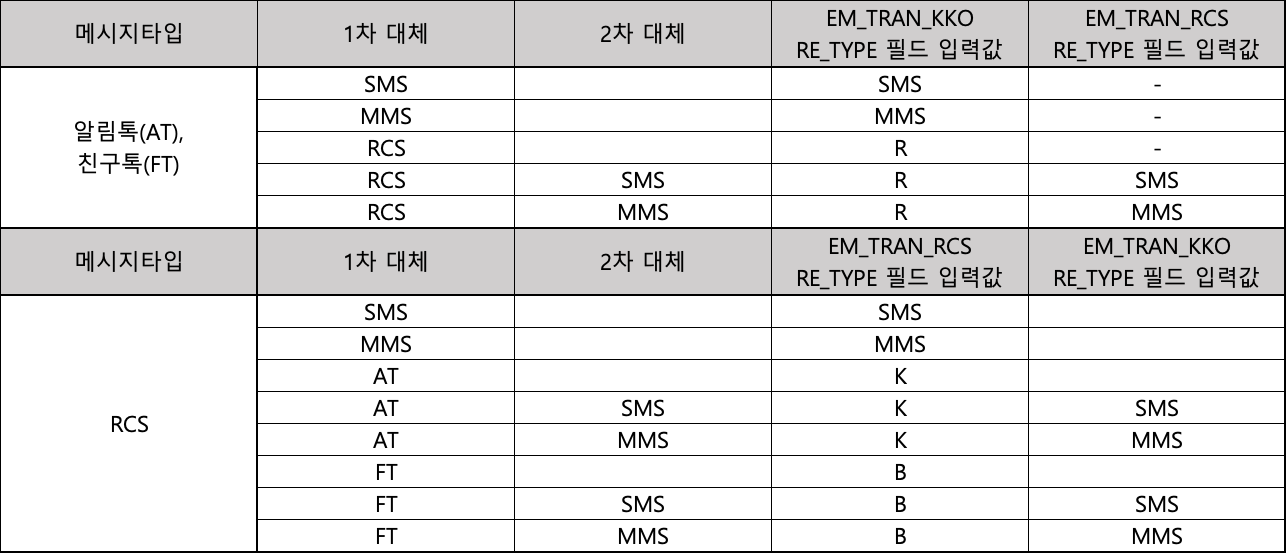 메시지타입 1차 대체 2차 대체 EM_TRAN_KKO EM_TRAN_RCS
RE_TYPE 필드 입력값 RE_TYPE 필드 입력값
알림톡(AT),
친구톡(FT)
SMS SMS -
MMS MMS -
RCS R -
RCS SMS R SMS
RCS MMS R MMS
메시지타입 1차 대체 2차 대체 EM_TRAN_RCS EM_TRAN_KKO
RE_TYPE 필드 입력값 RE_TYPE 필드 입력값
RCS
SMS SMS
MMS MMS
AT K
AT SMS K SMS
AT MMS K MMS
FT B
FT SMS B SMS
FT MMS B MMS